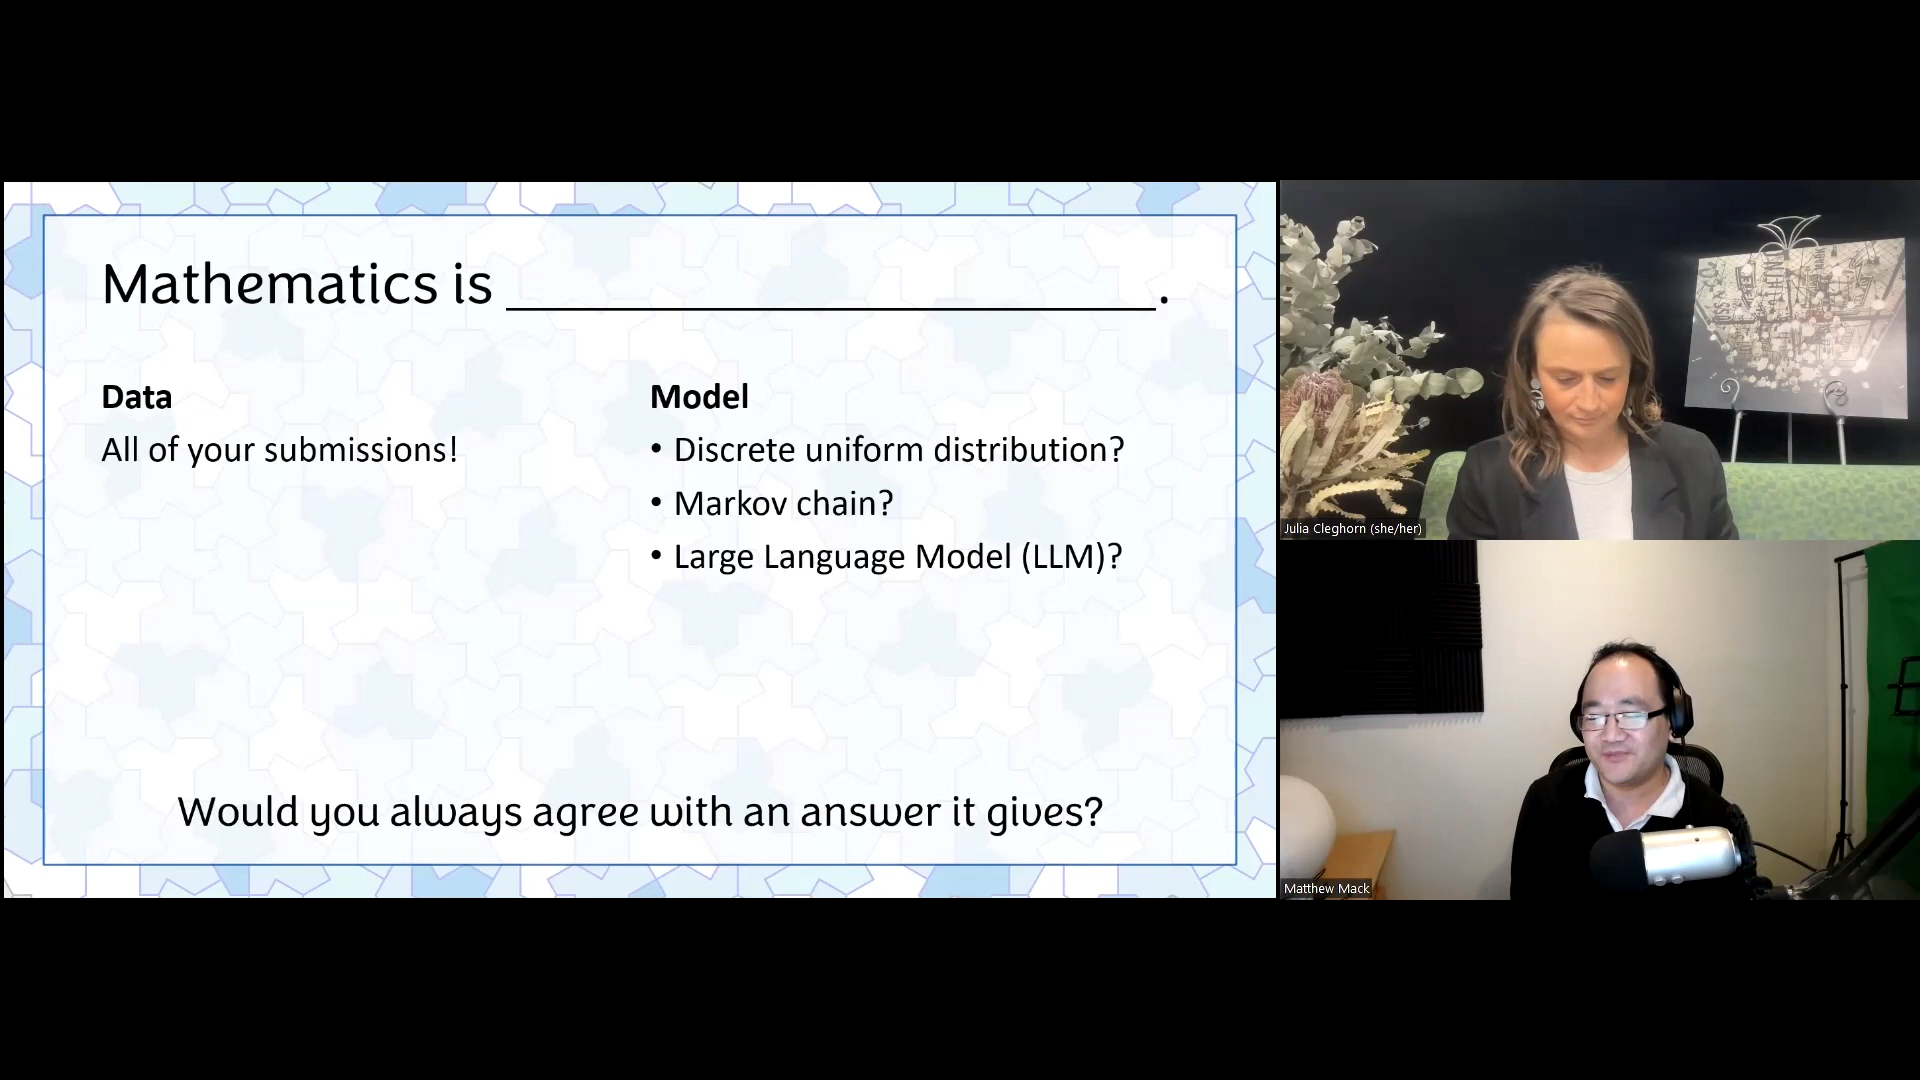 Mathematics is ______________________.
Data
All of your submissions!
Model
• Discrete uniform distribution?
• Markov chain?
• Large Language Model (LLM)?
Would you always agree with an answer it gives?
Julia Cleghorn (she/her)
Matthew Mack